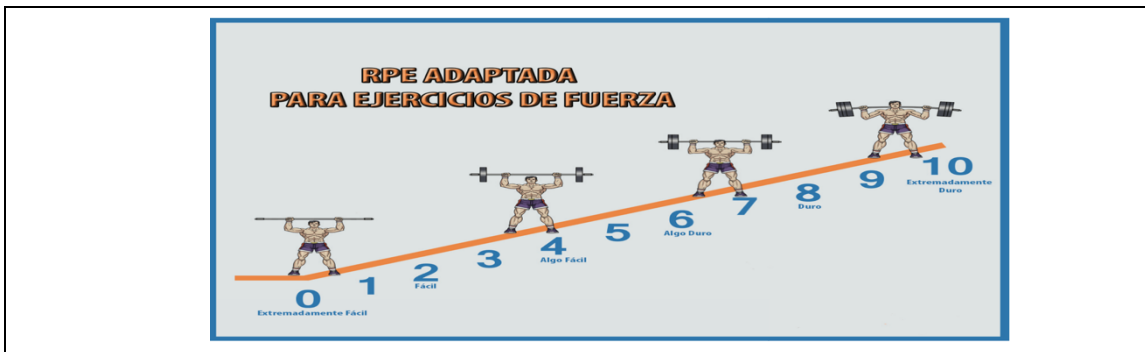 RPE ADAPTADA
PARA EJERCICIOS DE FUERZA
0
Extremadamente Fácil
1
2
Fácil
3
4
Algo Fácil
5
6
Algo Duro
7
8
Duro
9
10
Extremadamente
Duro